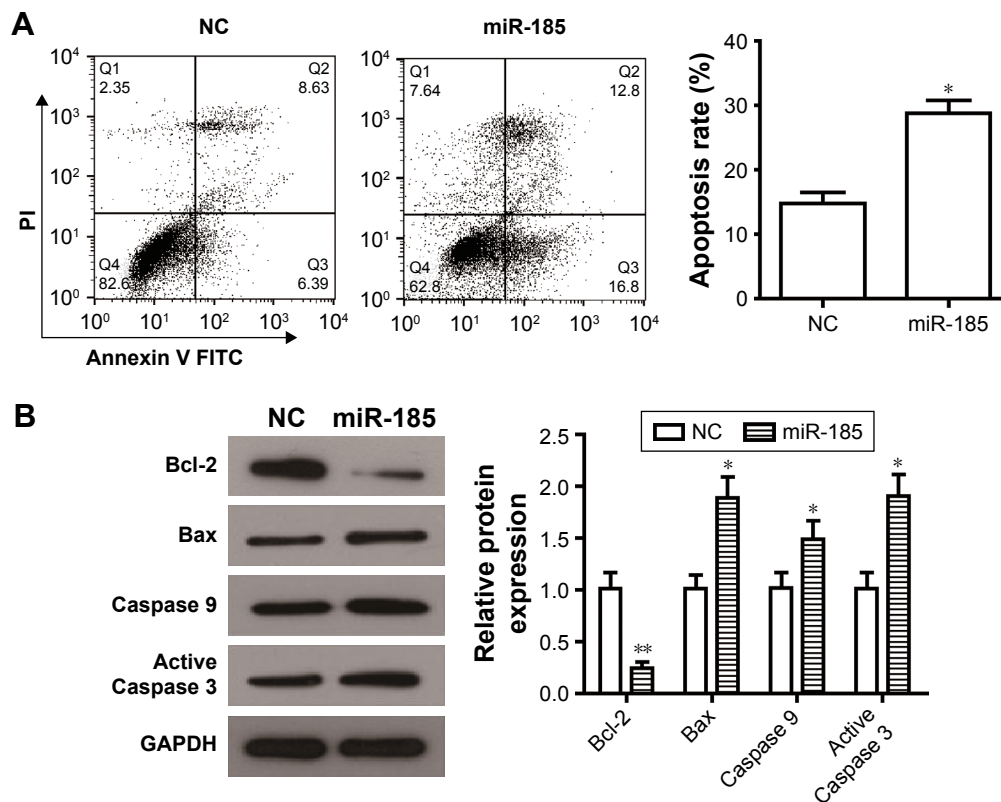 A
NC
miR-185
10⁴
10³
10²
10¹
10⁰
Q1
2.35
Q2
8.63
Q4
82.6
Q3
6.39
10⁰ 10¹ 10² 10³ 10⁴
PI
Annexin V FITC
10⁴
10³
10²
10¹
10⁰
Q1
7.64
Q2
12.8
Q4
62.8
Q3
16.8
10⁰ 10¹ 10² 10³ 10⁴
Apoptosis rate (%)
40
30
20
10
0
*
NC miR-185
B
NC miR-185
Bcl-2
Bax
Caspase 9
Active
Caspase 3
GAPDH
NC miR-185
Relative protein
expression
2.5
2.0
1.5
1.0
0.5
0.0
**
*
*
*
Bcl-2
Bax
Caspase 9
Active
Caspase 3